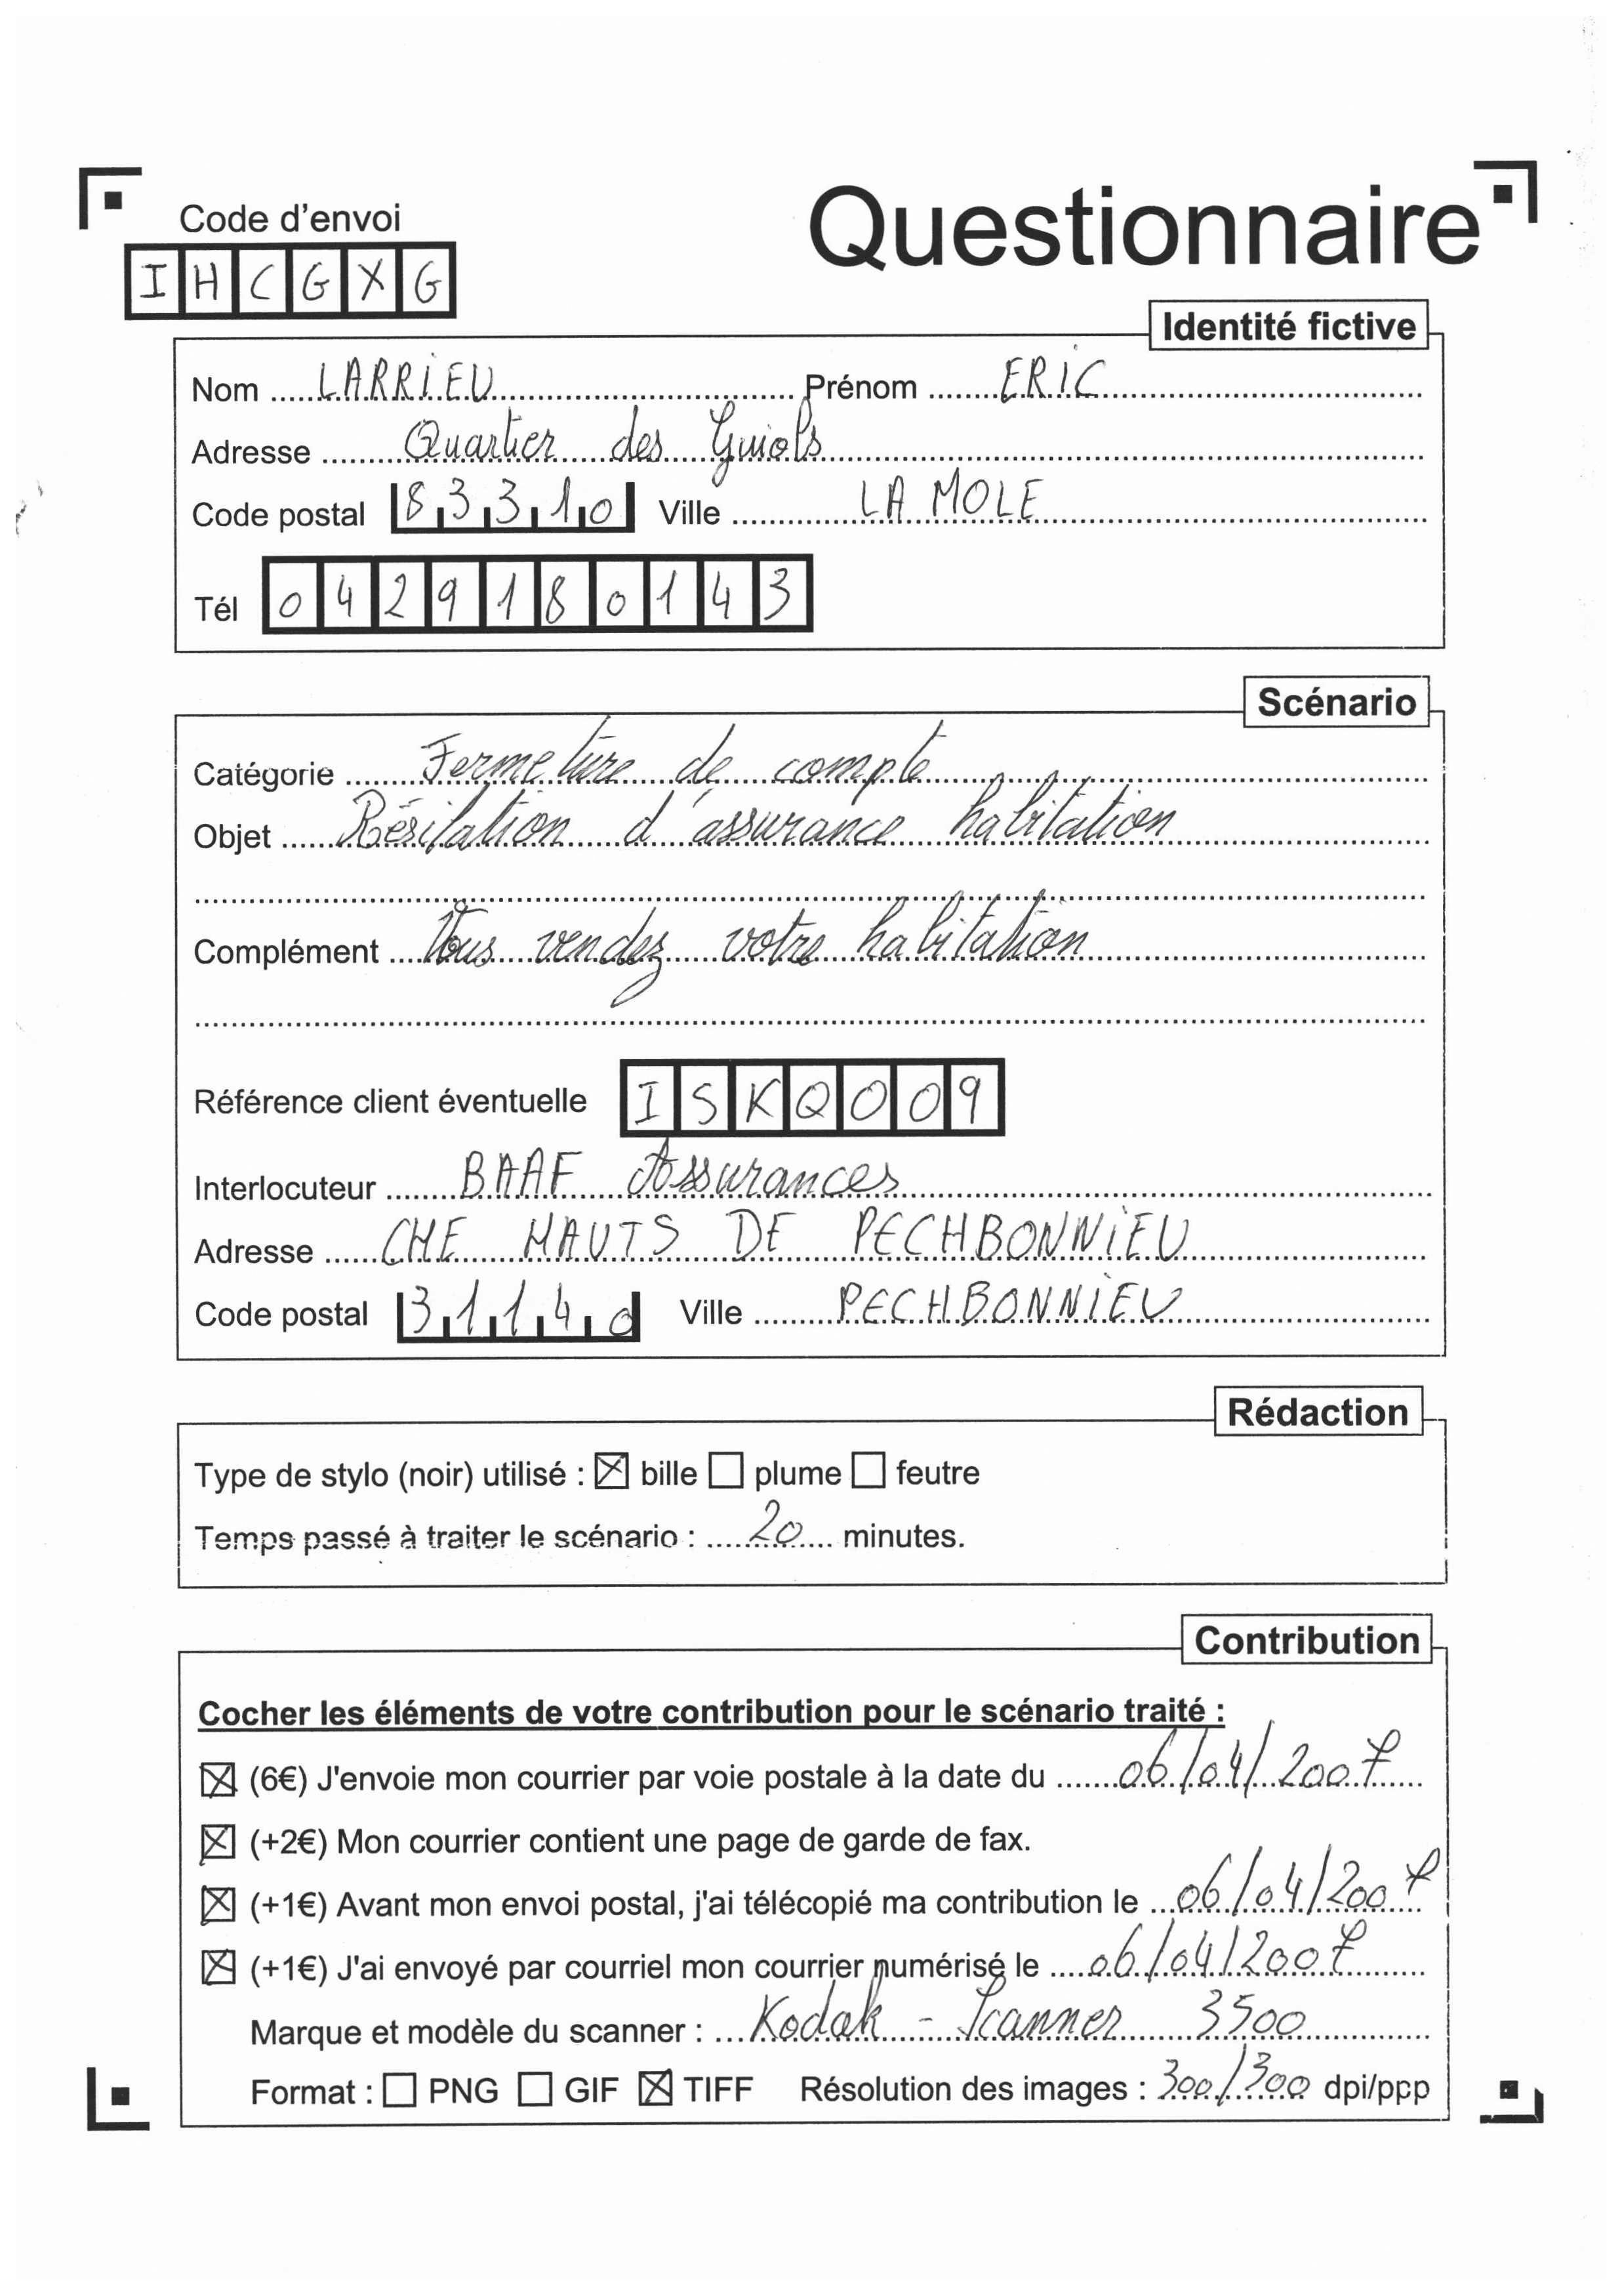 Questionnaire
Code d'envoi
IHCGXG
Identité fictive
Nom LARRIEU Prénom ERIC
Adresse Quartier des Guiols
Code postal 83310 Ville LA MOLE
Tél 0429180143
Scénario
Catégorie Fermeture de compte
Objet Résilation d'assurance habitation
Complément Vous vendez votre habitation
Référence client éventuelle ISKQ009
Interlocuteur BAAF Assurances
Adresse CHE HAUTS DE PECHBONNIEU
Code postal 31140 Ville PECHBONNIEU
Rédaction
Type de stylo (noir) utilisé : ☒ bille ☐ plume ☐ feutre
Temps passé à traiter le scénario : 20 minutes.
Contribution
Cocher les éléments de votre contribution pour le scénario traité :
☒ (6€) J'envoie mon courrier par voie postale à la date du 06/04/2007
☒ (+2€) Mon courrier contient une page de garde de fax.
☒ (+1€) Avant mon envoi postal, j'ai télécopié ma contribution le 06/04/2007
☒ (+1€) J'ai envoyé par courriel mon courrier numérisé le 06/04/2007
Marque et modèle du scanner : Kodak - Scanner 3500
Format : ☐ PNG ☐ GIF ☒ TIFF Résolution des images : 300/300 dpi/ppp